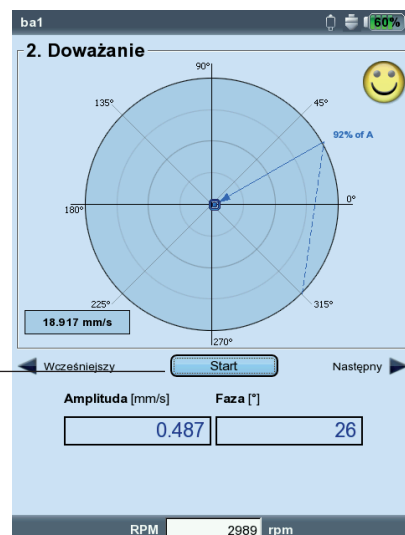 ba1 60%
2. Doważanie
90°
135° 45°
92% of A
180° 0°
225° 315°
18.917 mm/s
270°
Wcześniejszy Start Następny
Amplituda [mm/s] Faza [°]
0.487 26
RPM 2989 rpm